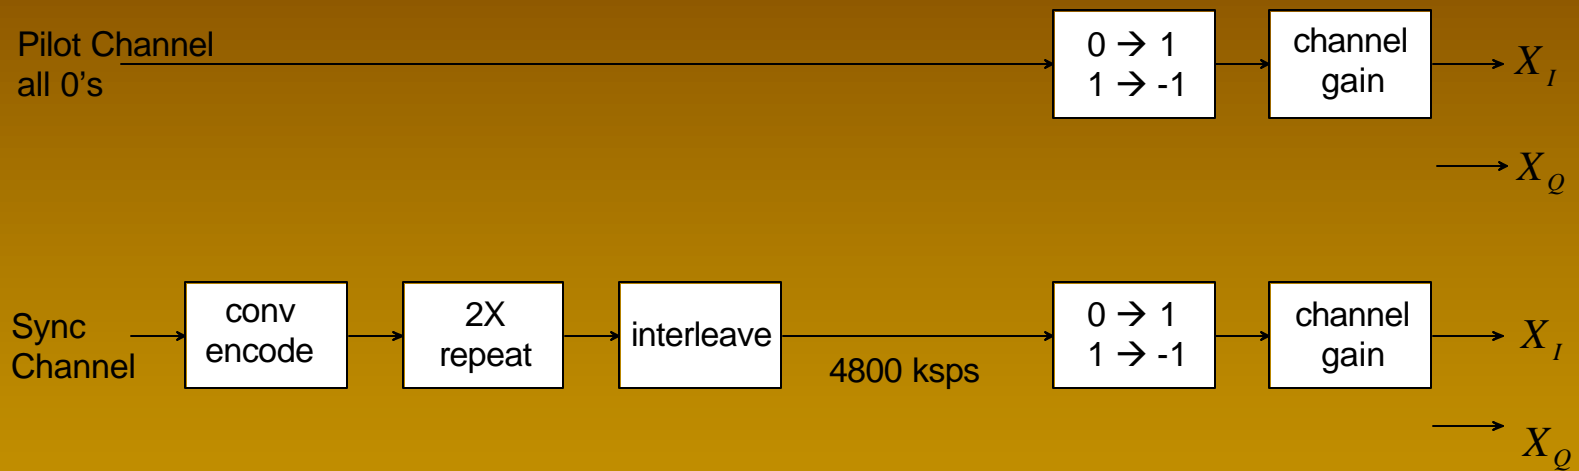 Pilot Channel
all 0's
0 → 1
1 → -1
channel
gain
X_I
X_Q
Sync
Channel
conv
encode
2X
repeat
interleave
4800 ksps
0 → 1
1 → -1
channel
gain
X_I
X_Q